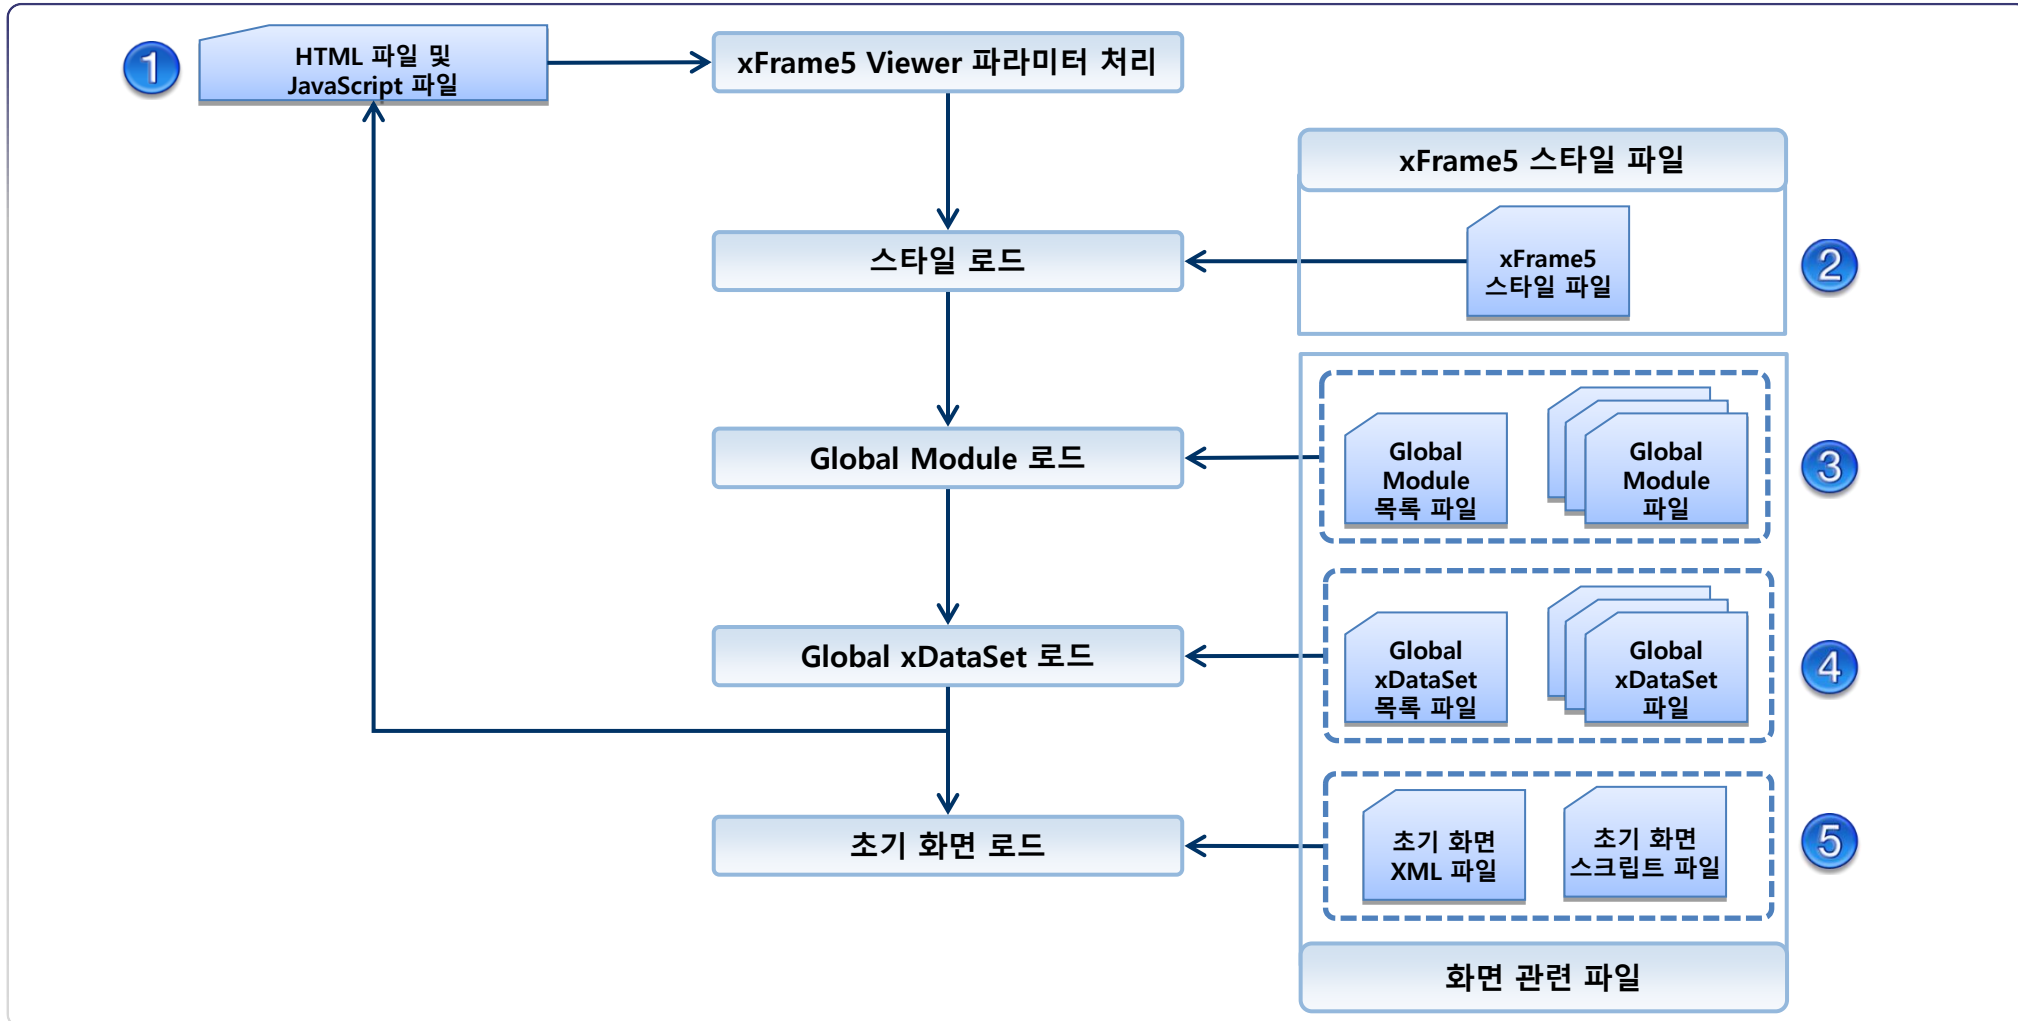 1
HTML 파일 및
JavaScript 파일
xFrame5 Viewer 파라미터 처리
xFrame5 스타일 파일
스타일 로드
xFrame5
스타일 파일
2
Global Module 로드
Global
Module
목록 파일
Global
Module
파일
3
Global xDataSet 로드
Global
xDataSet
목록 파일
Global
xDataSet
파일
4
초기 화면 로드
초기 화면
XML 파일
초기 화면
스크립트 파일
5
화면 관련 파일